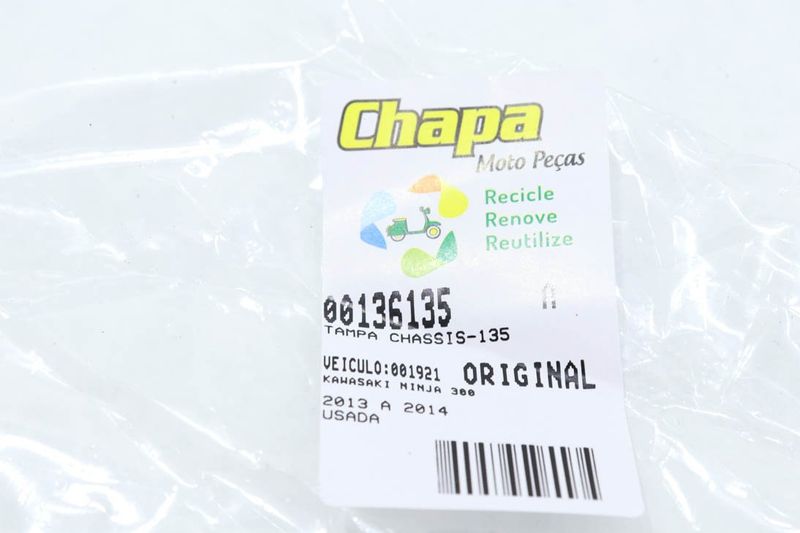 Chapa
Moto Peças
Recicle
Renove
Reutilize
00136135 A
TAMPA CHASSIS-135
VEICULO:001921 ORIGINAL
KAWASAKI NINJA 300
2013 A 2014
USADA